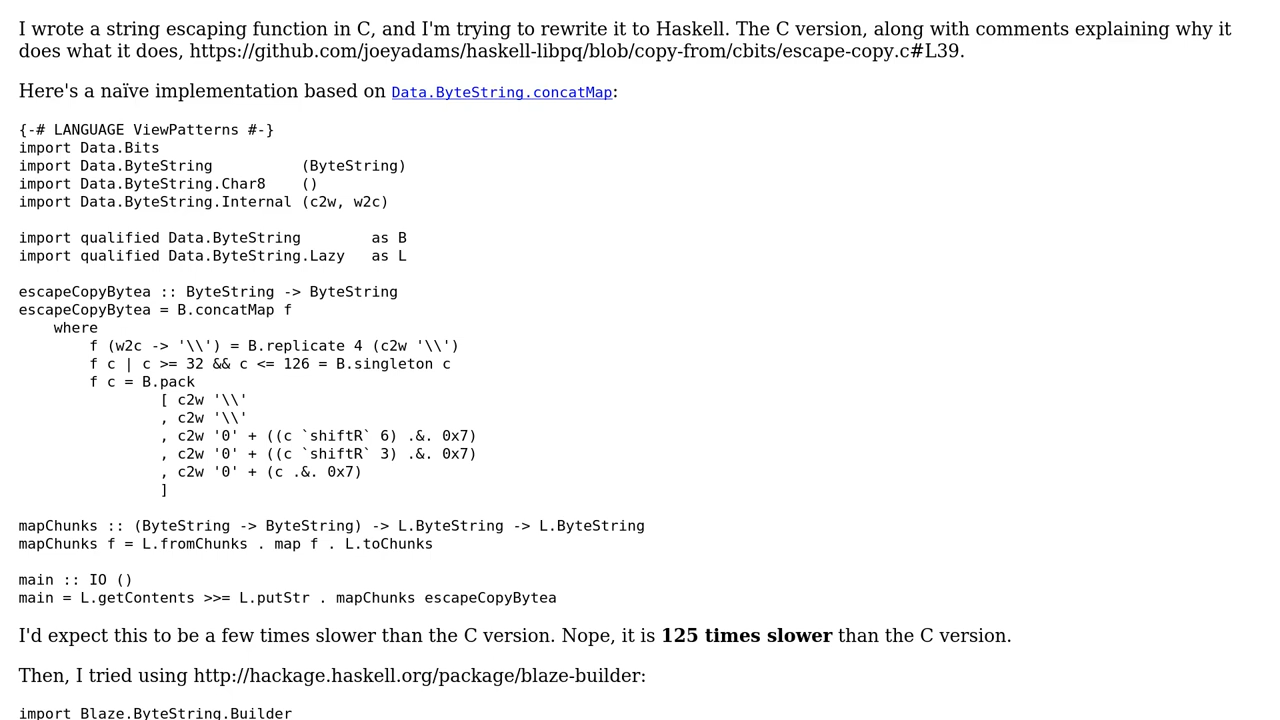 I wrote a string escaping function in C, and I'm trying to rewrite it to Haskell. The C version, along with comments explaining why it
does what it does, https://github.com/joeyadams/haskell-libpq/blob/copy-from/cbits/escape-copy.c#L39.
Here's a naïve implementation based on Data.ByteString.concatMap:
{-# LANGUAGE ViewPatterns #-}
import Data.Bits
import Data.ByteString          (ByteString)
import Data.ByteString.Char8    ()
import Data.ByteString.Internal (c2w, w2c)
import qualified Data.ByteString        as B
import qualified Data.ByteString.Lazy   as L
escapeCopyBytea :: ByteString -> ByteString
escapeCopyBytea = B.concatMap f
    where
        f (w2c -> '\\') = B.replicate 4 (c2w '\\')
        f c | c >= 32 && c <= 126 = B.singleton c
        f c = B.pack
                [ c2w '\\'
                , c2w '\\'
                , c2w '0' + ((c `shiftR` 6) .&. 0x7)
                , c2w '0' + ((c `shiftR` 3) .&. 0x7)
                , c2w '0' + (c .&. 0x7)
                ]
mapChunks :: (ByteString -> ByteString) -> L.ByteString -> L.ByteString
mapChunks f = L.fromChunks . map f . L.toChunks
main :: IO ()
main = L.getContents >>= L.putStr . mapChunks escapeCopyBytea
I'd expect this to be a few times slower than the C version. Nope, it is 125 times slower than the C version.
Then, I tried using http://hackage.haskell.org/package/blaze-builder:
import Blaze.ByteString.Builder